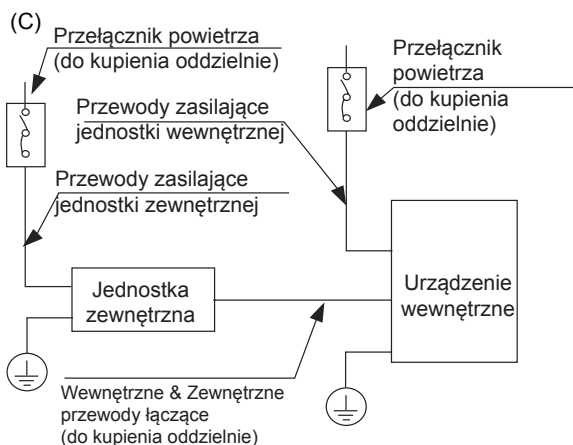 (C)
Przełącznik powietrza
(do kupienia oddzielnie)
Przełącznik
powietrza
(do kupienia
oddzielnie)
Przewody zasilające
jednostki wewnętrznej
Przewody zasilające
jednostki zewnętrznej
Jednostka
zewnętrzna
Urządzenie
wewnętrzne
Wewnętrzne & Zewnętrzne
przewody łączące
(do kupienia oddzielnie)